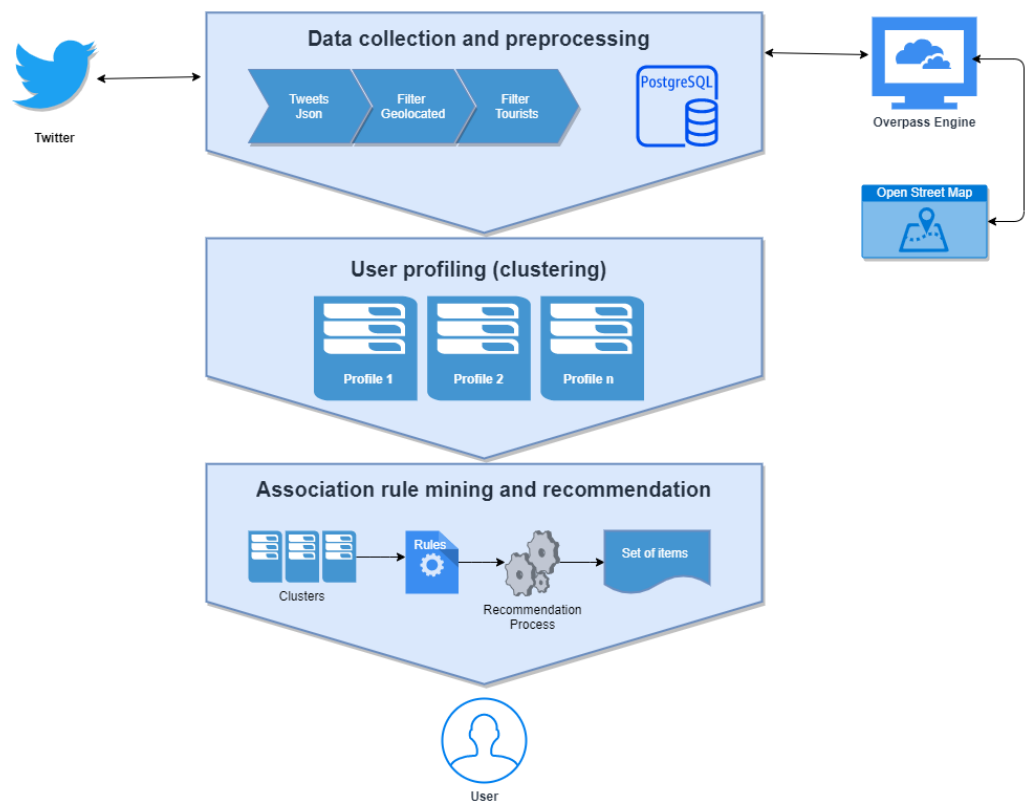 Data collection and preprocessing
Tweets
Json
Filter
Geolocated
Filter
Tourists
PostgreSQL
Twitter
Overpass Engine
Open Street Map
User profiling (clustering)
Profile 1
Profile 2
Profile n
Association rule mining and recommendation
Clusters
Rules
Recommendation
Process
Set of items
User